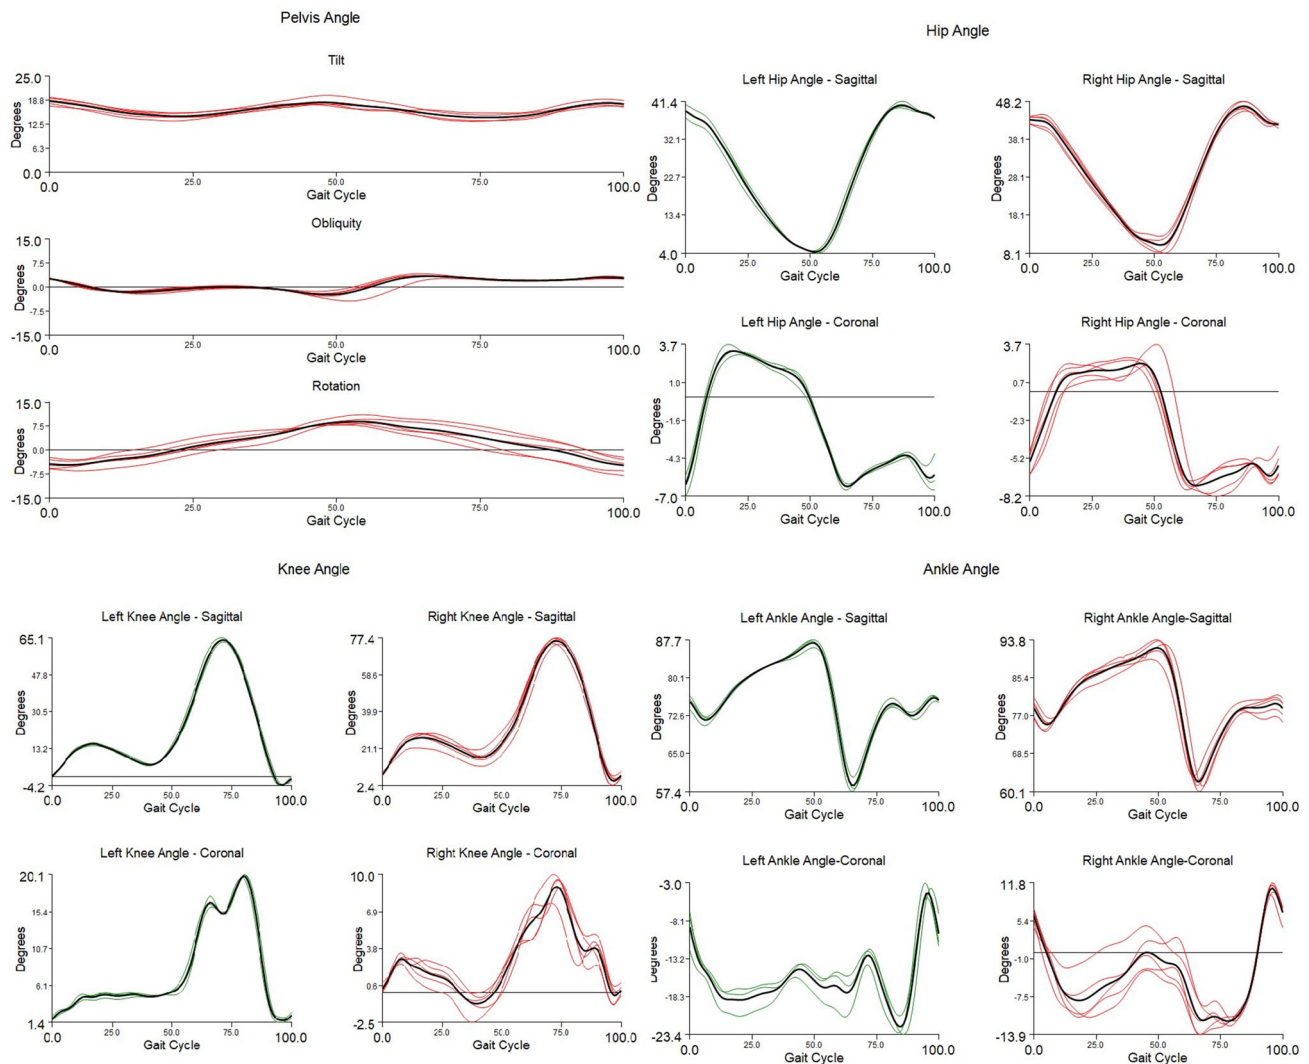 Pelvis Angle
Tilt
25.0
18.8
12.5
6.3
0.0
Degrees
0.0 25.0 50.0 75.0 100.0
Gait Cycle
Obliquity
15.0
7.5
0.0
-7.5
-15.0
Degrees
0.0 25.0 50.0 75.0 100.0
Gait Cycle
Rotation
15.0
7.5
0.0
-7.5
-15.0
Degrees
0.0 25.0 50.0 75.0 100.0
Gait Cycle
Hip Angle
Left Hip Angle - Sagittal
41.4
32.1
22.7
13.4
4.0
Degrees
0.0 25.0 50.0 75.0 100.0
Gait Cycle
Right Hip Angle - Sagittal
48.2
38.1
28.1
18.1
8.1
Degrees
0.0 25.0 50.0 75.0 100.0
Gait Cycle
Left Hip Angle - Coronal
3.7
1.0
-1.6
-4.3
-7.0
Degrees
0.0 25.0 50.0 75.0 100.0
Gait Cycle
Right Hip Angle - Coronal
3.7
0.7
-2.3
-5.2
-8.2
Degrees
0.0 25.0 50.0 75.0 100.0
Gait Cycle
Knee Angle
Left Knee Angle - Sagittal
65.1
47.8
30.5
13.2
-4.2
Degrees
0.0 25.0 50.0 75.0 100.0
Gait Cycle
Right Knee Angle - Sagittal
77.4
58.6
39.9
21.1
2.4
Degrees
0.0 25.0 50.0 75.0 100.0
Gait Cycle
Left Knee Angle - Coronal
20.1
15.4
10.7
6.1
1.4
Degrees
0.0 25.0 50.0 75.0 100.0
Gait Cycle
Right Knee Angle - Coronal
10.0
6.9
3.8
0.6
-2.5
Degrees
0.0 25.0 50.0 75.0 100.0
Gait Cycle
Ankle Angle
Left Ankle Angle - Sagittal
87.7
80.1
72.6
65.0
57.4
Degrees
0.0 25.0 50.0 75.0 100.0
Gait Cycle
Right Ankle Angle-Sagittal
93.8
85.4
77.0
68.5
60.1
Degrees
0.0 25.0 50.0 75.0 100.0
Gait Cycle
Left Ankle Angle-Coronal
-3.0
-8.1
-13.2
-18.3
-23.4
Degrees
0.0 25.0 50.0 75.0 100.0
Gait Cycle
Right Ankle Angle-Coronal
11.8
5.4
-1.0
-7.5
-13.9
Degrees
0.0 25.0 50.0 75.0 100.0
Gait Cycle